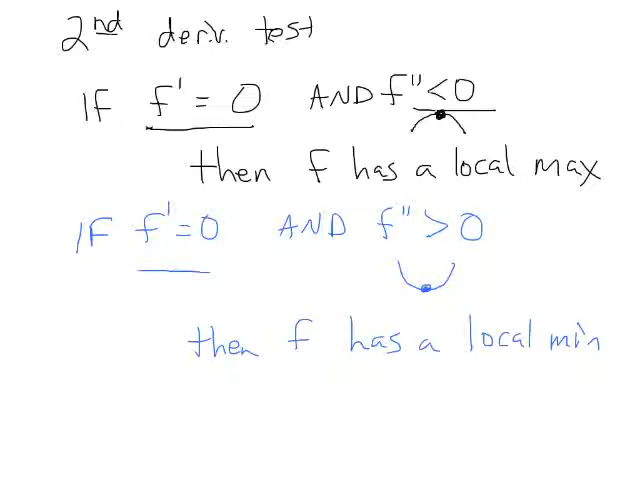 2nd deriv. test
IF f' = 0 AND f'' < 0
then f has a local max
IF f' = 0 AND f'' > 0
then f has a local min